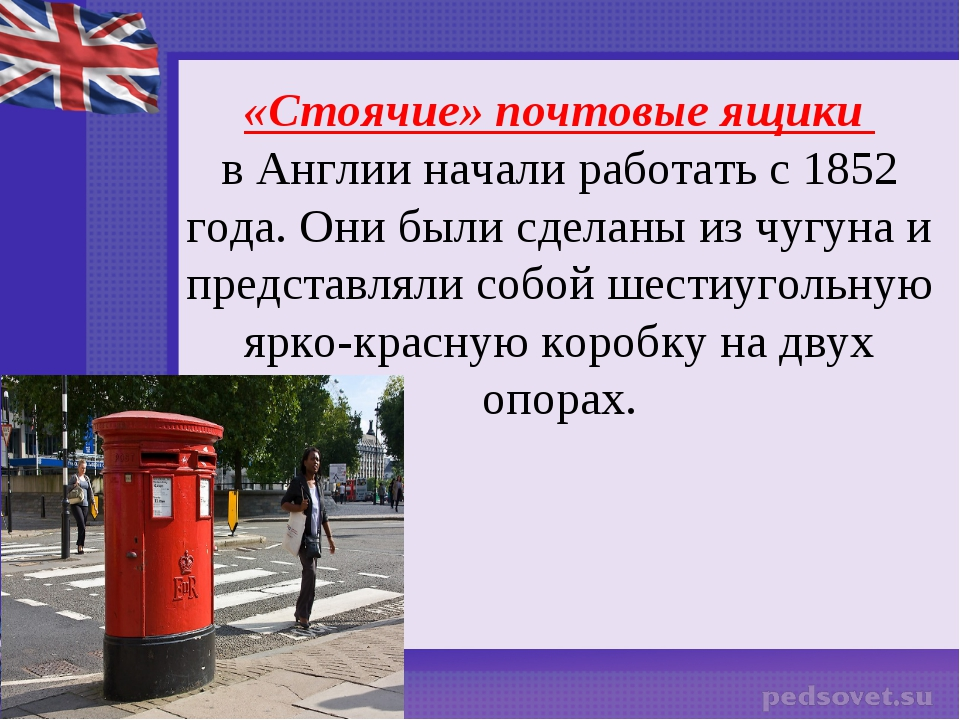 «Стоячие» почтовые ящики
в Англии начали работать с 1852
года. Они были сделаны из чугуна и
представляли собой шестиугольную
ярко-красную коробку на двух
опорах.
EIIR
pedsovet.su